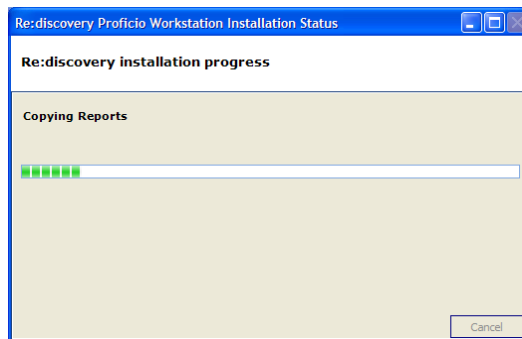 Re:discovery Proficio Workstation Installation Status
Re:discovery installation progress
Copying Reports
Cancel